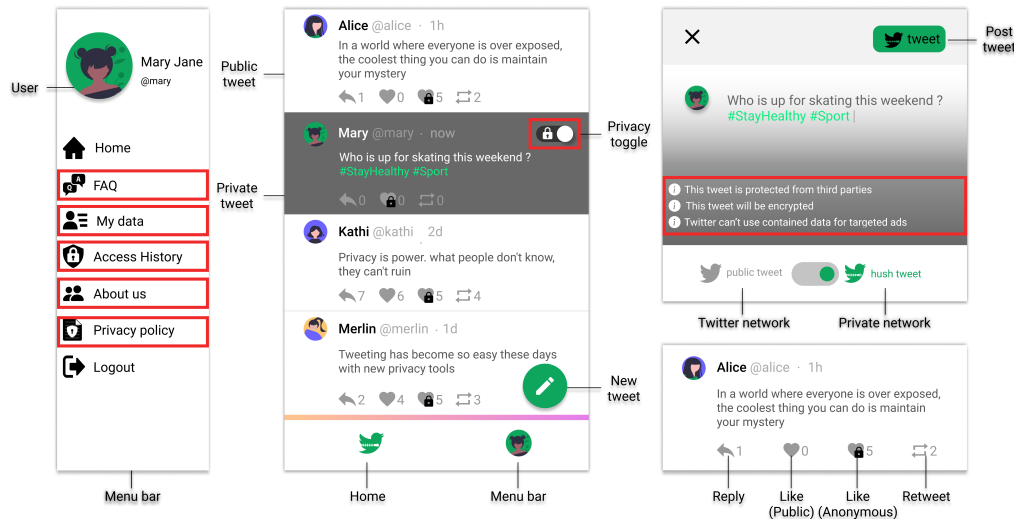 User
Mary Jane
@mary
Home
FAQ
My data
Access History
About us
Privacy policy
Logout
Menu bar
Public
tweet
Private
tweet
Alice @alice · 1h
In a world where everyone is over exposed,
the coolest thing you can do is maintain
your mystery
1 0 5 2
Mary @mary · now
Who is up for skating this weekend ?
#StayHealthy #Sport
0 0 0
Privacy
toggle
Kathi @kathi . 2d
Privacy is power. what people don't know,
they can't ruin
7 6 5 4
Merlin @merlin · 1d
Tweeting has become so easy these days
with new privacy tools
2 4 5 3
New
tweet
Home
Menu bar
tweet
Post
tweet
Who is up for skating this weekend ?
#StayHealthy #Sport
This tweet is protected from third parties
This tweet will be encrypted
Twitter can't use contained data for targeted ads
public tweet
hush tweet
Twitter network
Private network
Alice @alice · 1h
In a world where everyone is over exposed,
the coolest thing you can do is maintain
your mystery
1 0 5 2
Reply
Like
(Public)
Like
(Anonymous)
Retweet